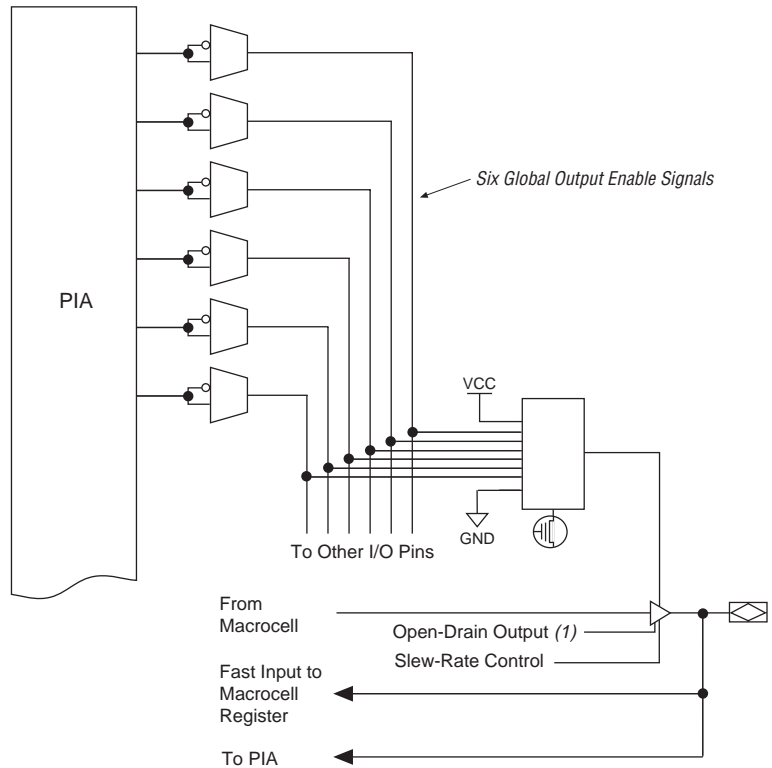 Six Global Output Enable Signals
PIA
VCC
GND
To Other I/O Pins
From
Macrocell
Open-Drain Output (1)
Slew-Rate Control
Fast Input to
Macrocell
Register
To PIA